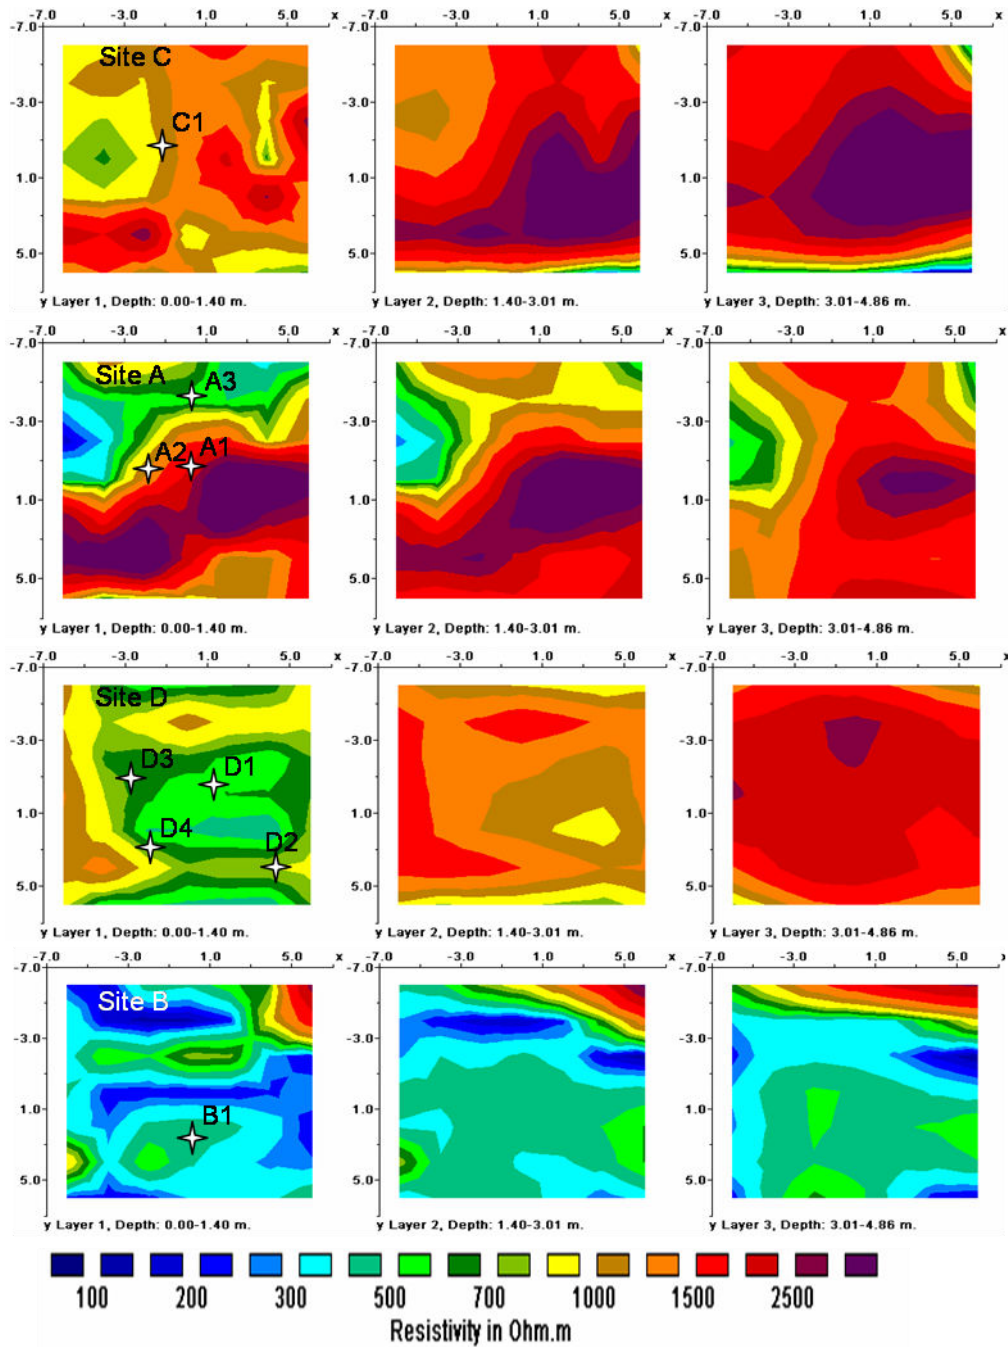 -7.0 -3.0 1.0 5.0 x -7.0 -3.0 1.0 5.0 x -7.0 -3.0 1.0 5.0 x
-7.0 -7.0 -7.0
Site C
-3.0 -3.0 -3.0
C1
1.0 1.0 1.0
5.0 5.0 5.0
y Layer 1, Depth: 0.00-1.40 m. y Layer 2, Depth: 1.40-3.01 m. y Layer 3, Depth: 3.01-4.86 m.
-7.0 -3.0 1.0 5.0 x -7.0 -3.0 1.0 5.0 x -7.0 -3.0 1.0 5.0 x
-7.0 -7.0 -7.0
Site A A3
-3.0 -3.0 -3.0
A2 A1
1.0 1.0 1.0
5.0 5.0 5.0
y Layer 1, Depth: 0.00-1.40 m. y Layer 2, Depth: 1.40-3.01 m. y Layer 3, Depth: 3.01-4.86 m.
-7.0 -3.0 1.0 5.0 x -7.0 -3.0 1.0 5.0 x -7.0 -3.0 1.0 5.0 x
-7.0 -7.0 -7.0
Site D
-3.0 -3.0 -3.0
D3 D1
1.0 1.0 1.0
D4 D2
5.0 5.0 5.0
y Layer 1, Depth: 0.00-1.40 m. y Layer 2, Depth: 1.40-3.01 m. y Layer 3, Depth: 3.01-4.86 m.
-7.0 -3.0 1.0 5.0 x -7.0 -3.0 1.0 5.0 x -7.0 -3.0 1.0 5.0
-7.0 -7.0 -7.0
Site B
-3.0 -3.0 -3.0
1.0 B1 1.0 1.0
5.0 5.0 5.0
y Layer 1, Depth: 0.00-1.40 m. y Layer 2, Depth: 1.40-3.01 m. y Layer 3, Depth: 3.01-4.86 m.
100 200 300 500 700 1000 1500 2500
Resistivity in Ohm.m